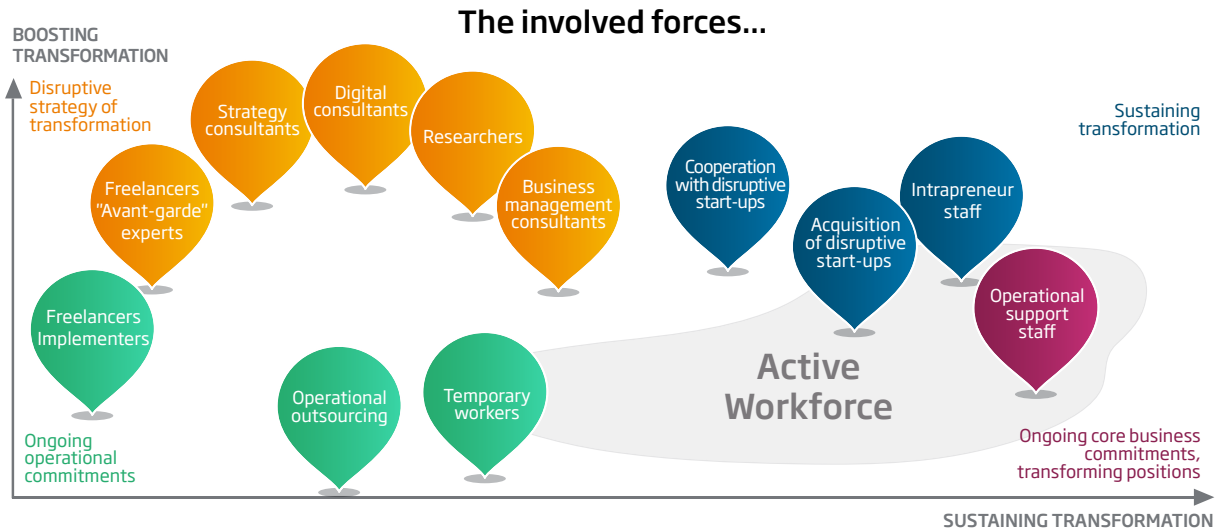 The involved forces...
BOOSTING
TRANSFORMATION
Disruptive
strategy of
transformation
Freelancers
"Avant-garde"
experts
Strategy
consultants
Digital
consultants
Researchers
Business
management
consultants
Cooperation
with disruptive
start-ups
Acquisition
of disruptive
start-ups
Intrapreneur
staff
Sustaining
transformation
Freelancers
Implementers
Operational
outsourcing
Temporary
workers
Active
Workforce
Operational
support
staff
Ongoing
operational
commitments
Ongoing core business
commitments,
transforming positions
SUSTAINING TRANSFORMATION